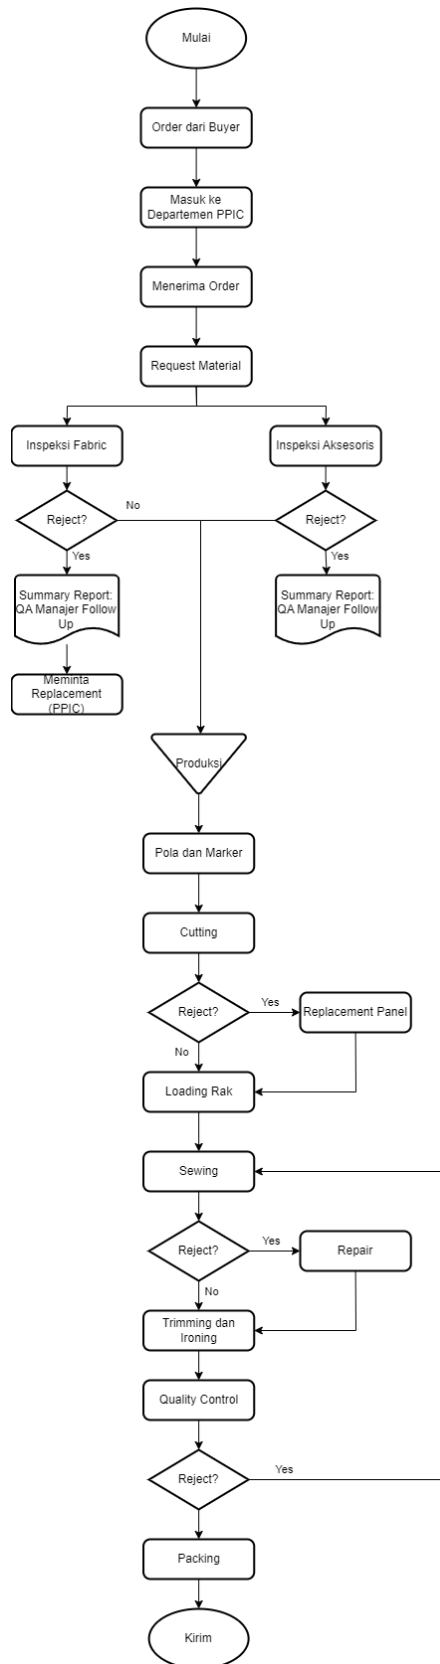 Mulai
Order dari Buyer
Masuk ke
Departemen PPIC
Menerima Order
Request Material
Inspeksi Fabric
Inspeksi Aksesoris
Reject?
No
Reject?
Yes
Yes
Summary Report:
QA Manajer Follow
Up
Summary Report:
QA Manajer Follow
Up
Meminta
Replacement
(PPIC)
Produksi
Pola dan Marker
Cutting
Reject?
Yes
Replacement Panel
No
Loading Rak
Sewing
Reject?
Yes
Repair
No
Trimming dan
Ironing
Quality Control
Reject?
Yes
Packing
Kirim